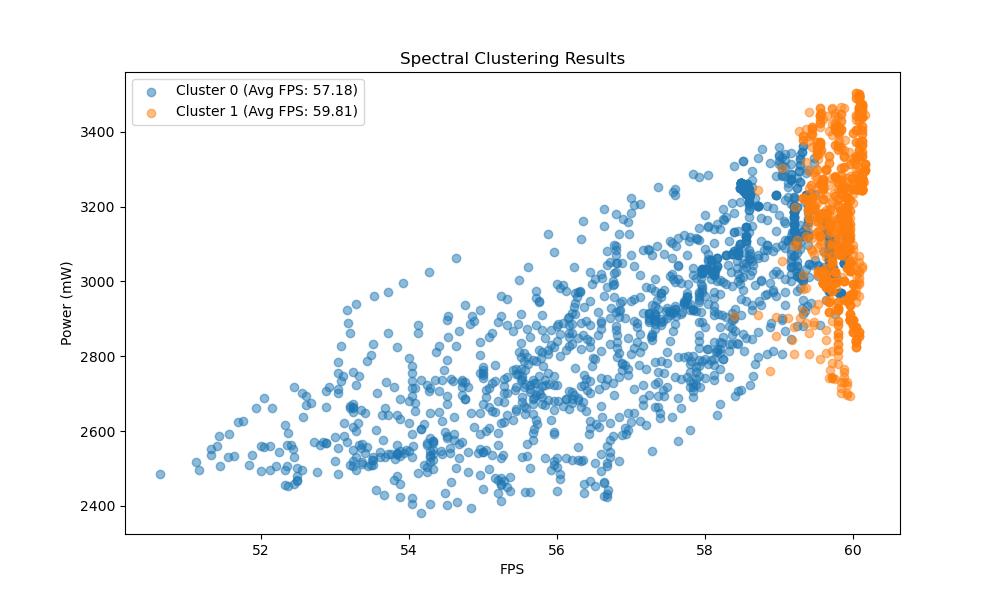 Spectral Clustering Results
Cluster 0 (Avg FPS: 57.18)
Cluster 1 (Avg FPS: 59.81)
Power (mW)
3400
3200
3000
2800
2600
2400
52 54 56 58 60
FPS